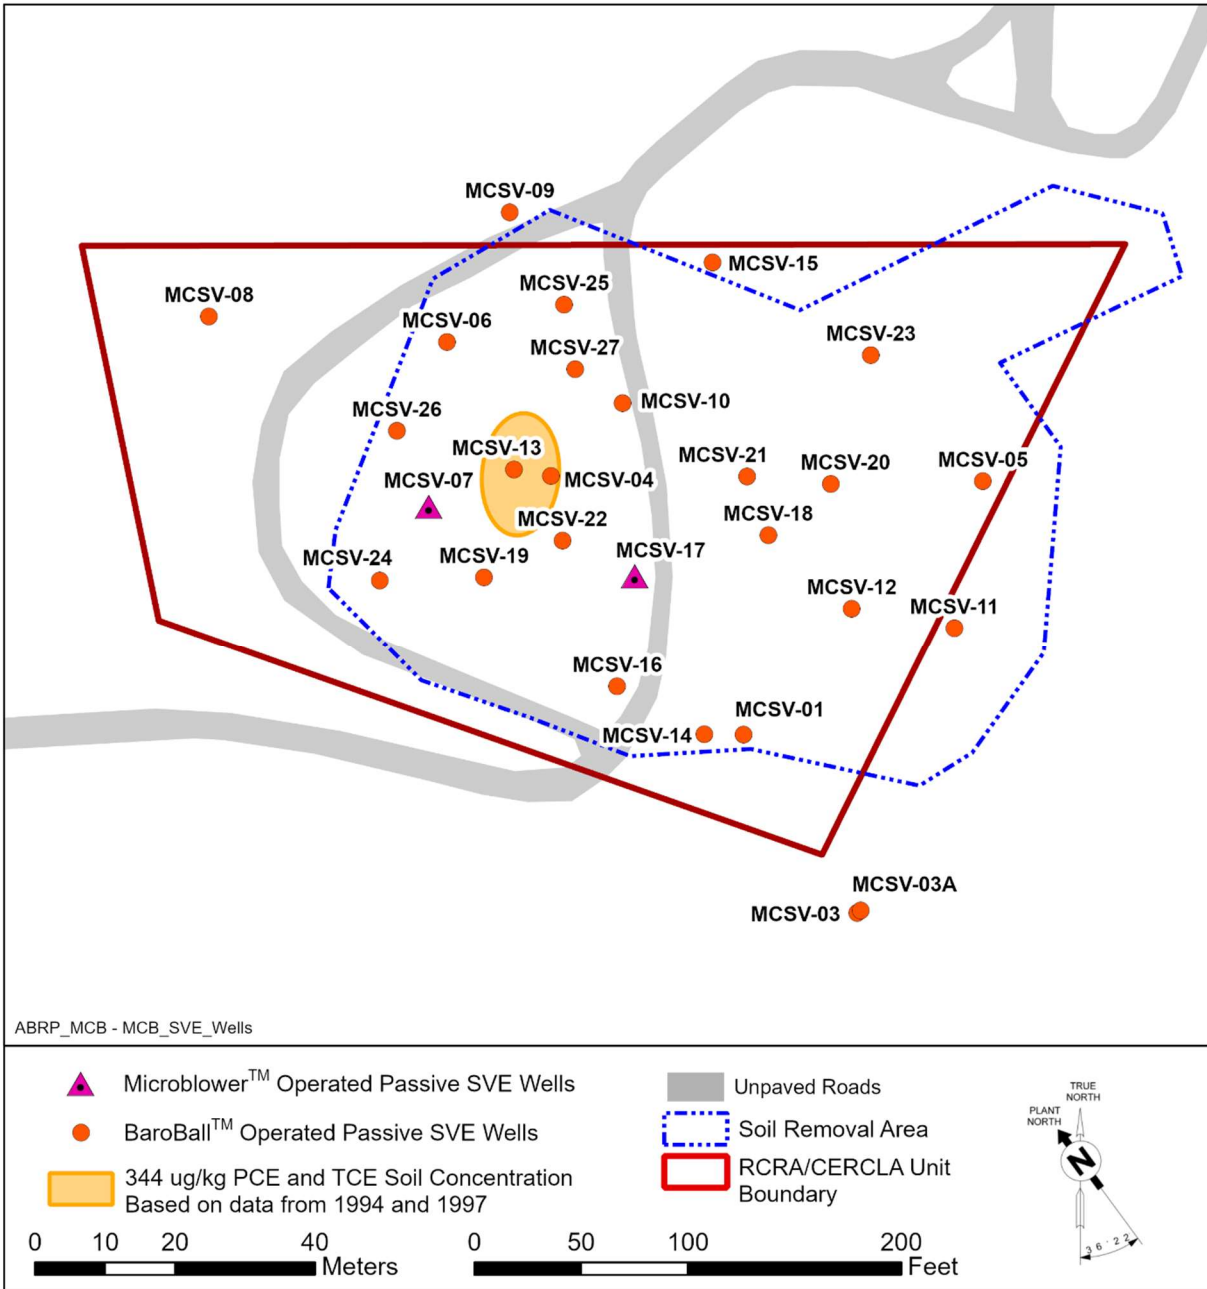 MCSV-09
MCSV-15
MCSV-08
MCSV-25
MCSV-06
MCSV-23
MCSV-27
MCSV-10
MCSV-26
MCSV-13
MCSV-21
MCSV-20
MCSV-05
MCSV-07
MCSV-04
MCSV-22
MCSV-18
MCSV-24
MCSV-19
MCSV-17
MCSV-12
MCSV-11
MCSV-16
MCSV-01
MCSV-14
MCSV-03A
MCSV-03
ABRP_MCB - MCB_SVE_Wells
Microblower™ Operated Passive SVE Wells
BaroBall™ Operated Passive SVE Wells
344 ug/kg PCE and TCE Soil Concentration
Based on data from 1994 and 1997
Unpaved Roads
Soil Removal Area
RCRA/CERCLA Unit
Boundary
TRUE
NORTH
PLANT
NORTH
N
36°22'
0 10 20 40 Meters
0 50 100 200 Feet